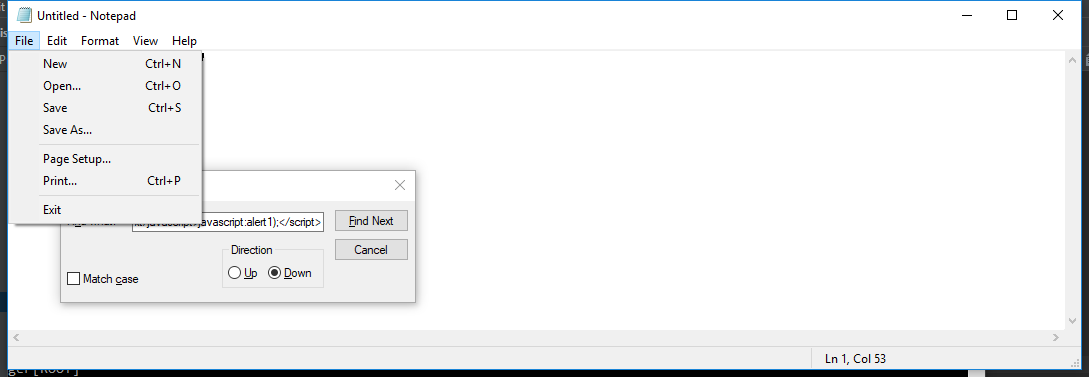 Untitled - Notepad
File Edit Format View Help
New Ctrl+N
Open... Ctrl+O
Save Ctrl+S
Save As...
Page Setup...
Print... Ctrl+P
Exit
javascript:alert1);</script>
Find Next
Cancel
Direction
Up Down
Match case
Ln 1, Col 53
[ROOT]